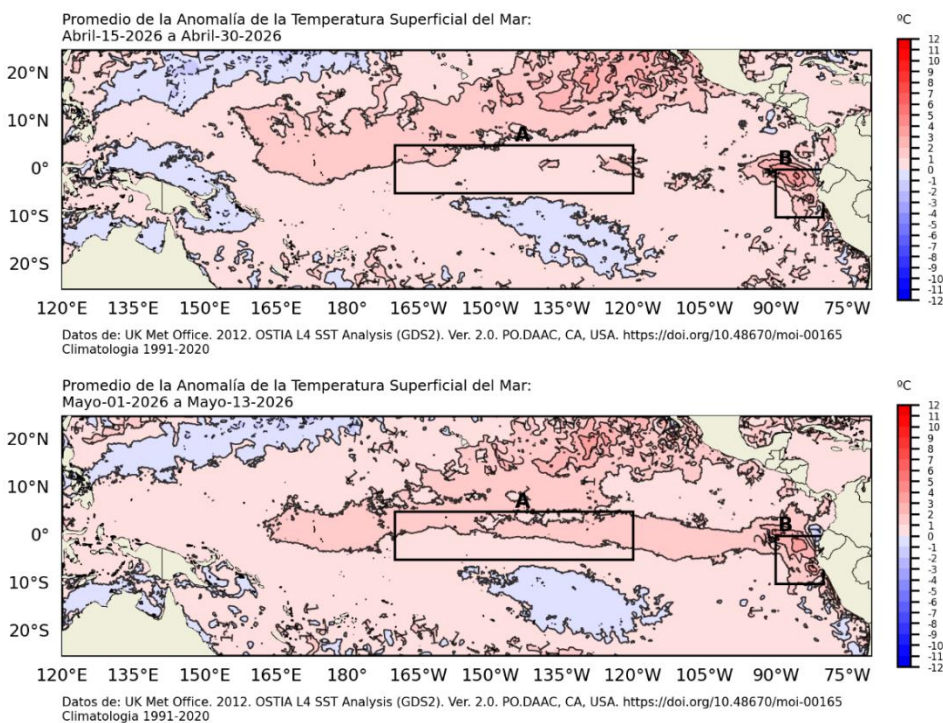 Promedio de la Anomalía de la Temperatura Superficial del Mar:
Abril-15-2026 a Abril-30-2026
ºC
12
11
10
9
8
7
6
5
4
3
2
1
0
-1
-2
-3
-4
-5
-6
-7
-8
-9
-10
-11
-12
20°N
10°N
0°
10°S
20°S
A
B
120°E 135°E 150°E 165°E 180° 165°W 150°W 135°W 120°W 105°W 90°W 75°W
Datos de: UK Met Office. 2012. OSTIA L4 SST Analysis (GDS2). Ver. 2.0. PO.DAAC, CA, USA. https://doi.org/10.48670/moi-00165
Climatologia 1991-2020
Promedio de la Anomalía de la Temperatura Superficial del Mar:
Mayo-01-2026 a Mayo-13-2026
ºC
12
11
10
9
8
7
6
5
4
3
2
1
0
-1
-2
-3
-4
-5
-6
-7
-8
-9
-10
-11
-12
20°N
10°N
0°
10°S
20°S
A
B
120°E 135°E 150°E 165°E 180° 165°W 150°W 135°W 120°W 105°W 90°W 75°W
Datos de: UK Met Office. 2012. OSTIA L4 SST Analysis (GDS2). Ver. 2.0. PO.DAAC, CA, USA. https://doi.org/10.48670/moi-00165
Climatologia 1991-2020